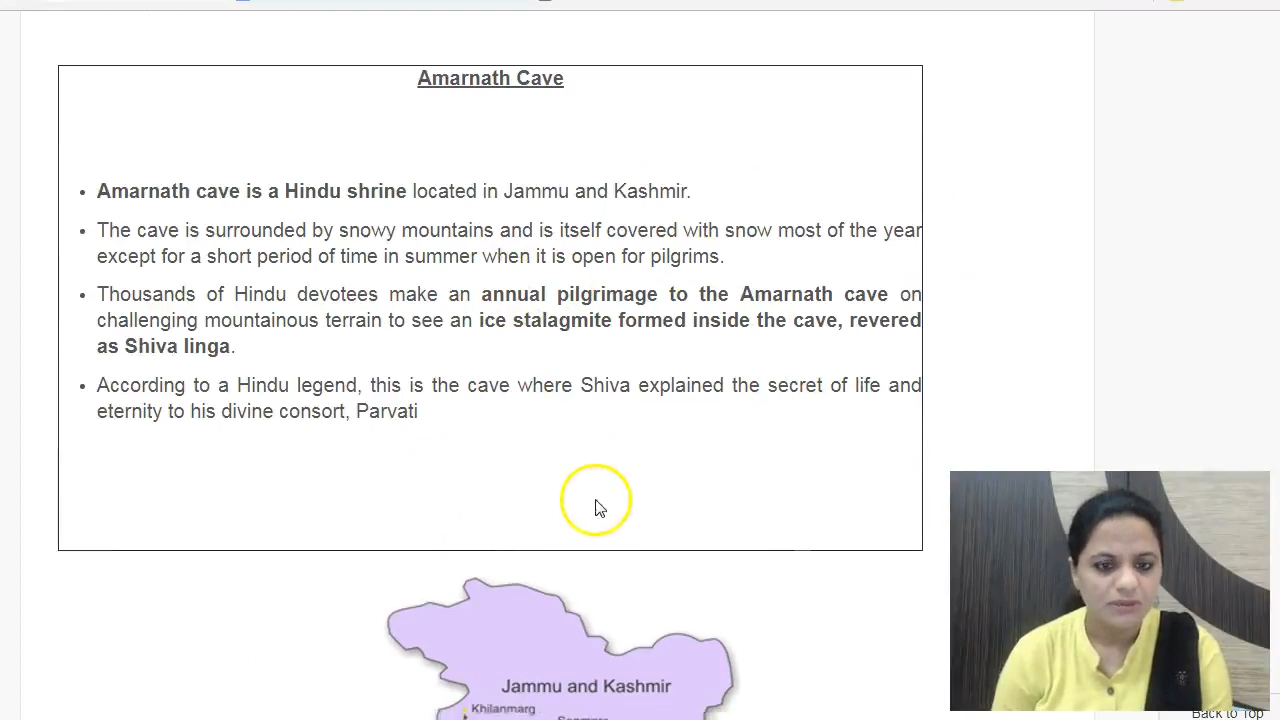 Amarnath Cave
• Amarnath cave is a Hindu shrine located in Jammu and Kashmir.
• The cave is surrounded by snowy mountains and is itself covered with snow most of the year
except for a short period of time in summer when it is open for pilgrims.
• Thousands of Hindu devotees make an annual pilgrimage to the Amarnath cave on
challenging mountainous terrain to see an ice stalagmite formed inside the cave, revered
as Shiva linga.
• According to a Hindu legend, this is the cave where Shiva explained the secret of life and
eternity to his divine consort, Parvati
Jammu and Kashmir
Khilanmarg
Back to Top